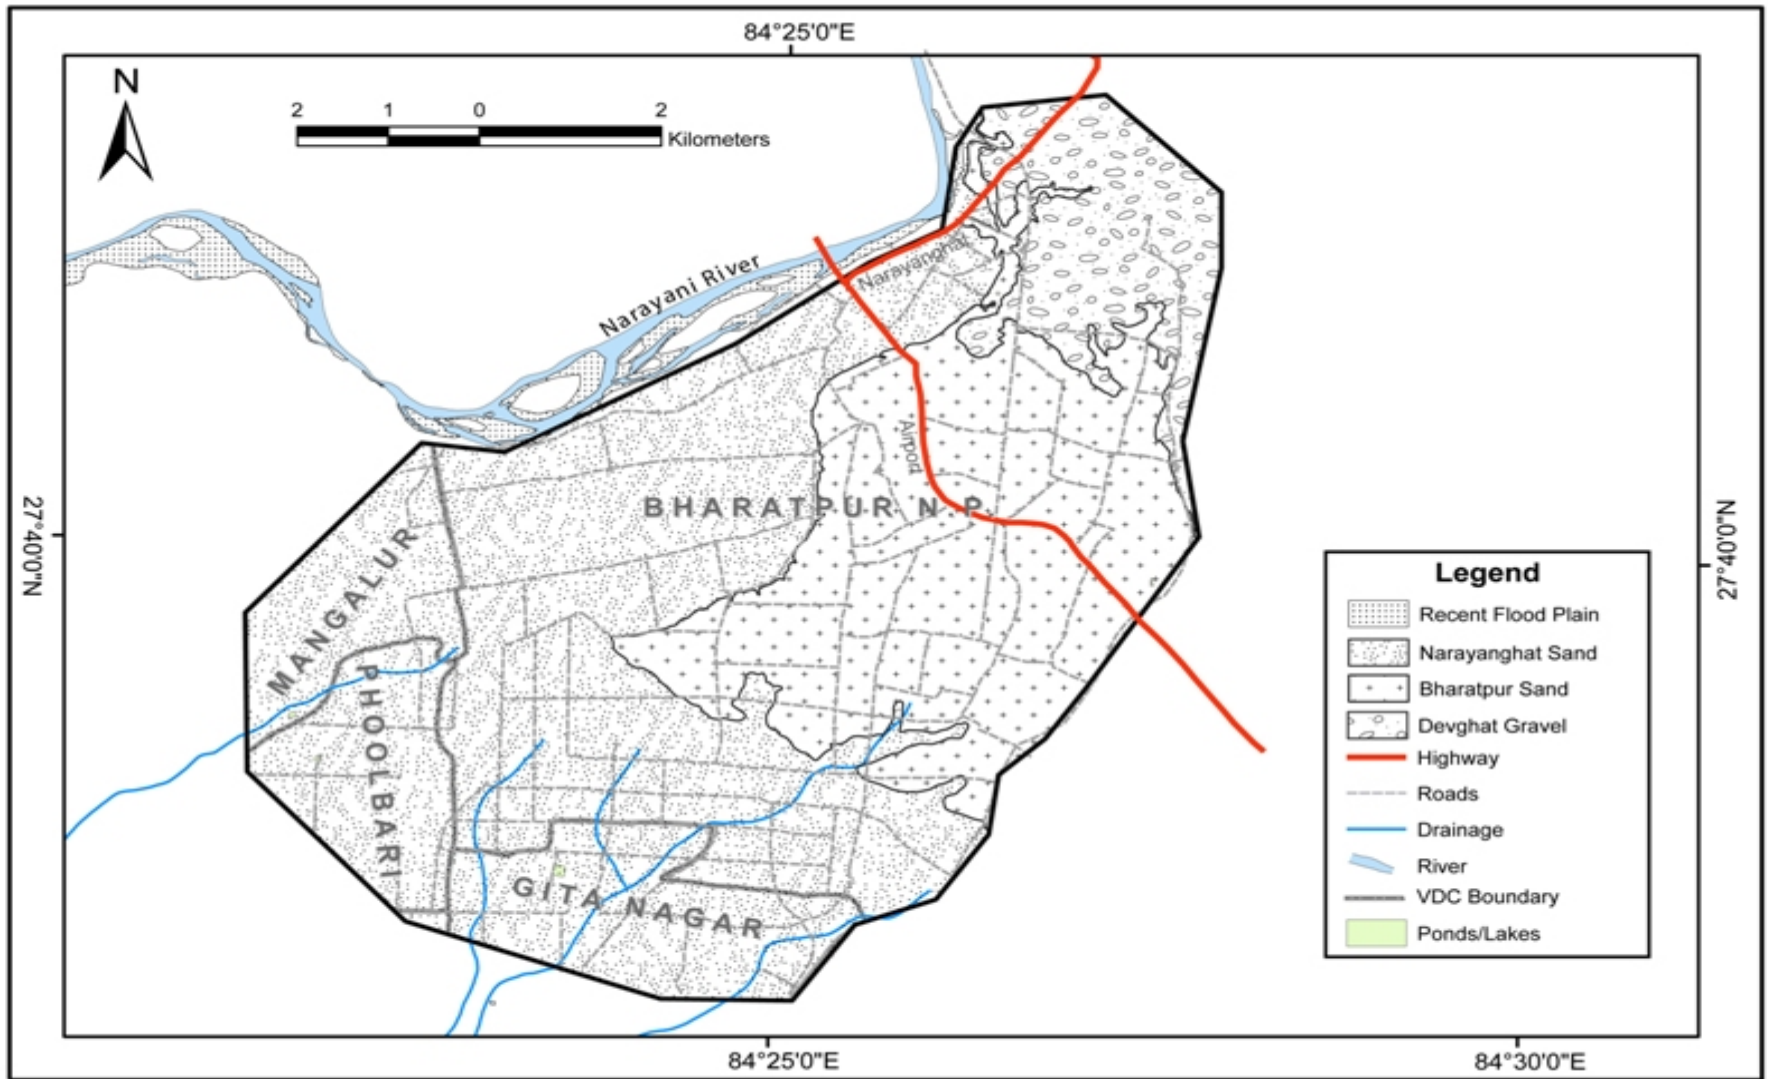 84°25'0"E
N
2 1 0 2
Kilometers
Narayani River
Narayanghat
Airport
BHARATPUR N.P.
27°40'0"N
27°40'0"N
MANGALUR
PHOOLBARI
GITA NAGAR
Legend
Recent Flood Plain
Narayanghat Sand
Bharatpur Sand
Devghat Gravel
Highway
Roads
Drainage
River
VDC Boundary
Ponds/Lakes
84°25'0"E
84°30'0"E